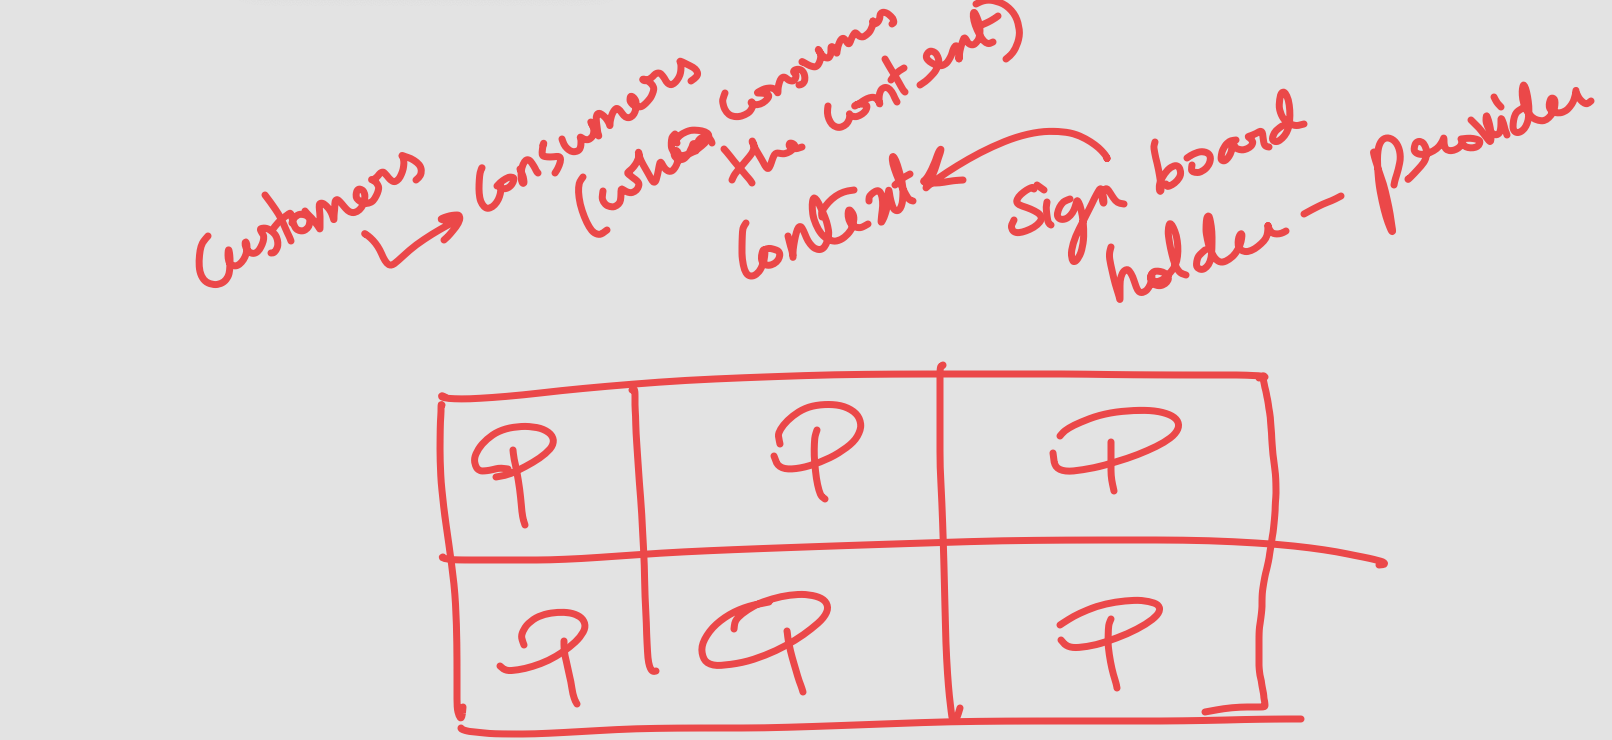 Customers
Consumers
(who consumes
the content)
Content
Sign board
holder - provider
P P P
P P P